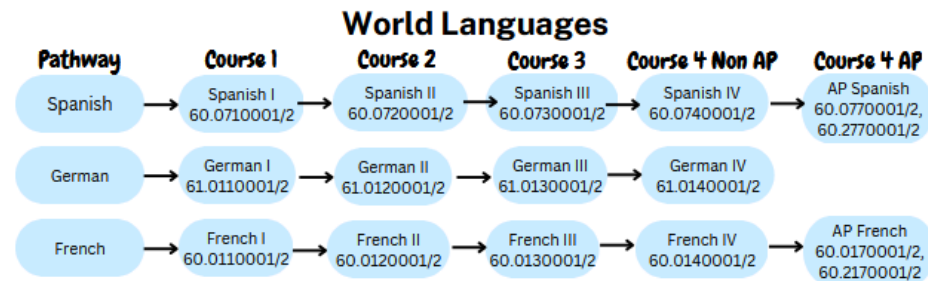 World Languages
Pathway Course 1 Course 2 Course 3 Course 4 Non AP Course 4 AP
Spanish
Spanish I
60.0710001/2
Spanish II
60.0720001/2
Spanish III
60.0730001/2
Spanish IV
60.0740001/2
AP Spanish
60.0770001/2,
60.2770001/2
German
German I
61.0110001/2
German II
61.0120001/2
German III
61.0130001/2
German IV
61.0140001/2
French
French I
60.0110001/2
French II
60.0120001/2
French III
60.0130001/2
French IV
60.0140001/2
AP French
60.0170001/2,
60.2170001/2